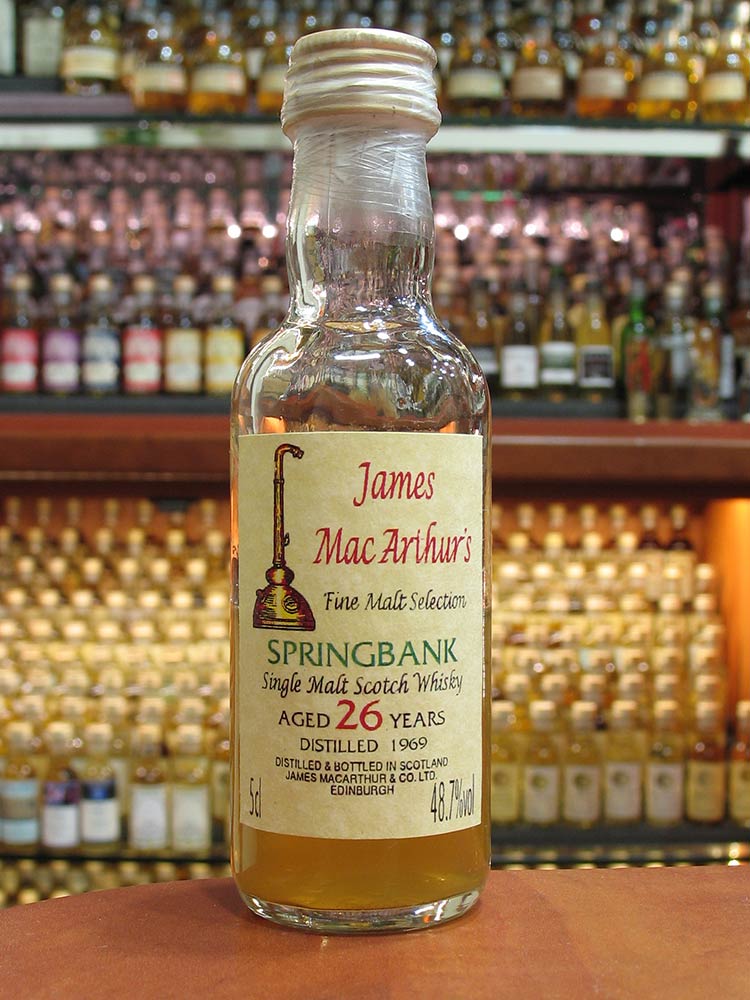 James
Mac Arthur's
Fine Malt Selection
SPRINGBANK
Single Malt Scotch Whisky
AGED 26 YEARS
DISTILLED 1969
DISTILLED & BOTTLED IN SCOTLAND
JAMES MACARTHUR & CO. LTD.
EDINBURGH
5cl 48.7%vol